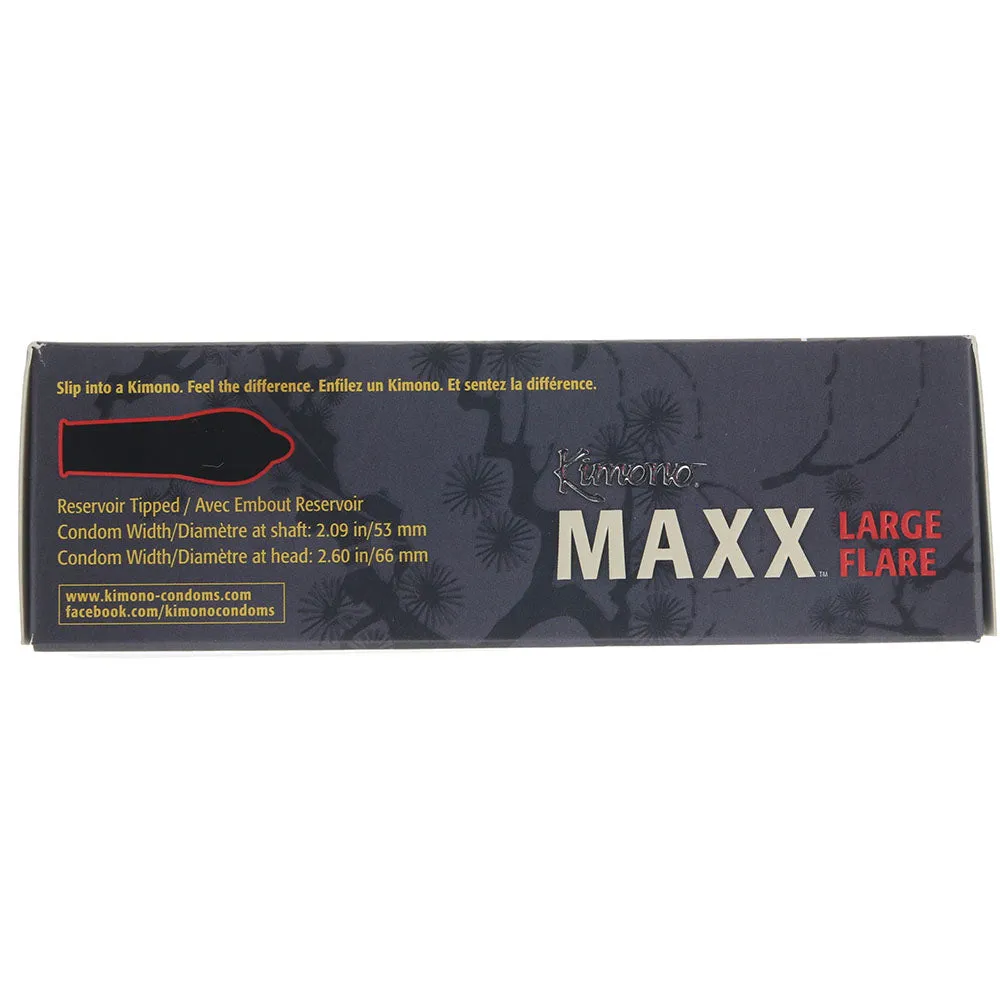 Slip into a Kimono. Feel the difference. Enfilez un Kimono. Et sentez la différence.
Reservoir Tipped / Avec Embout Reservoir
Condom Width/Diamètre at shaft: 2.09 in/53 mm
Condom Width/Diamètre at head: 2.60 in/66 mm
www.kimono-condoms.com
facebook.com/kimonocondoms
Kimono®
MAXX™
LARGE
FLARE